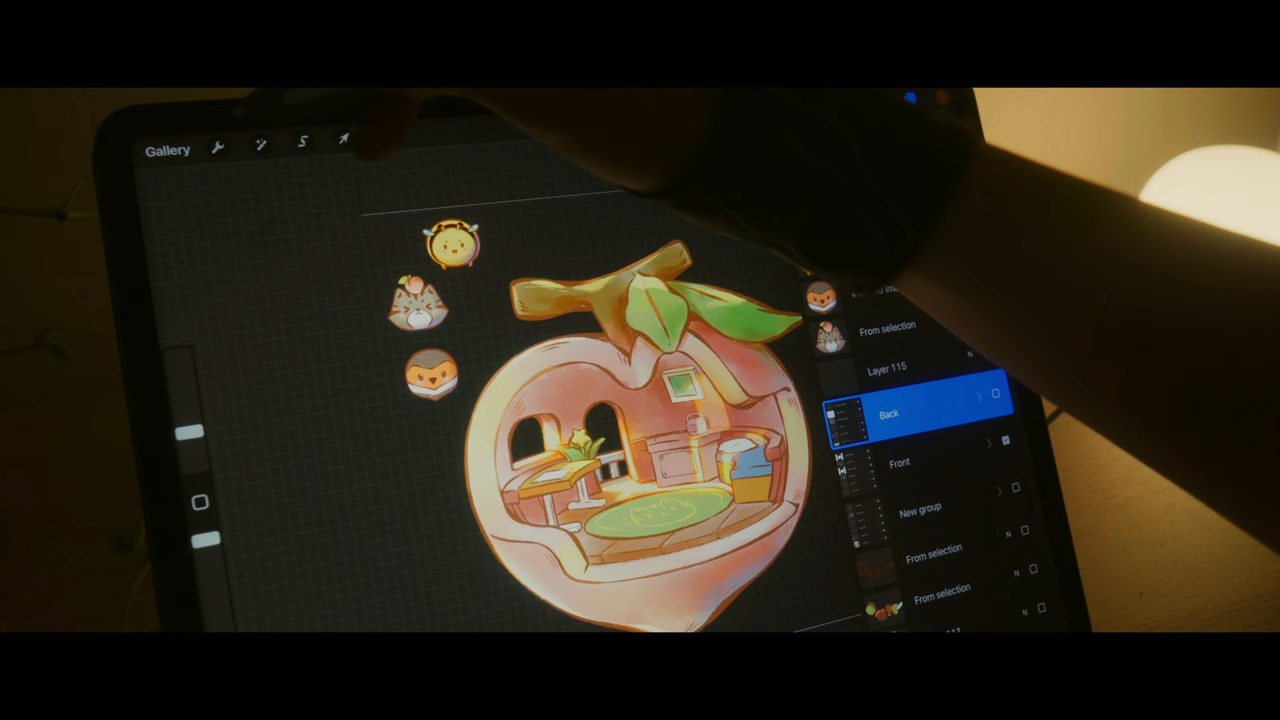 Gallery
From selection
Layer 115
N
Back
Front
New group
From selection
N
From selection
N
N